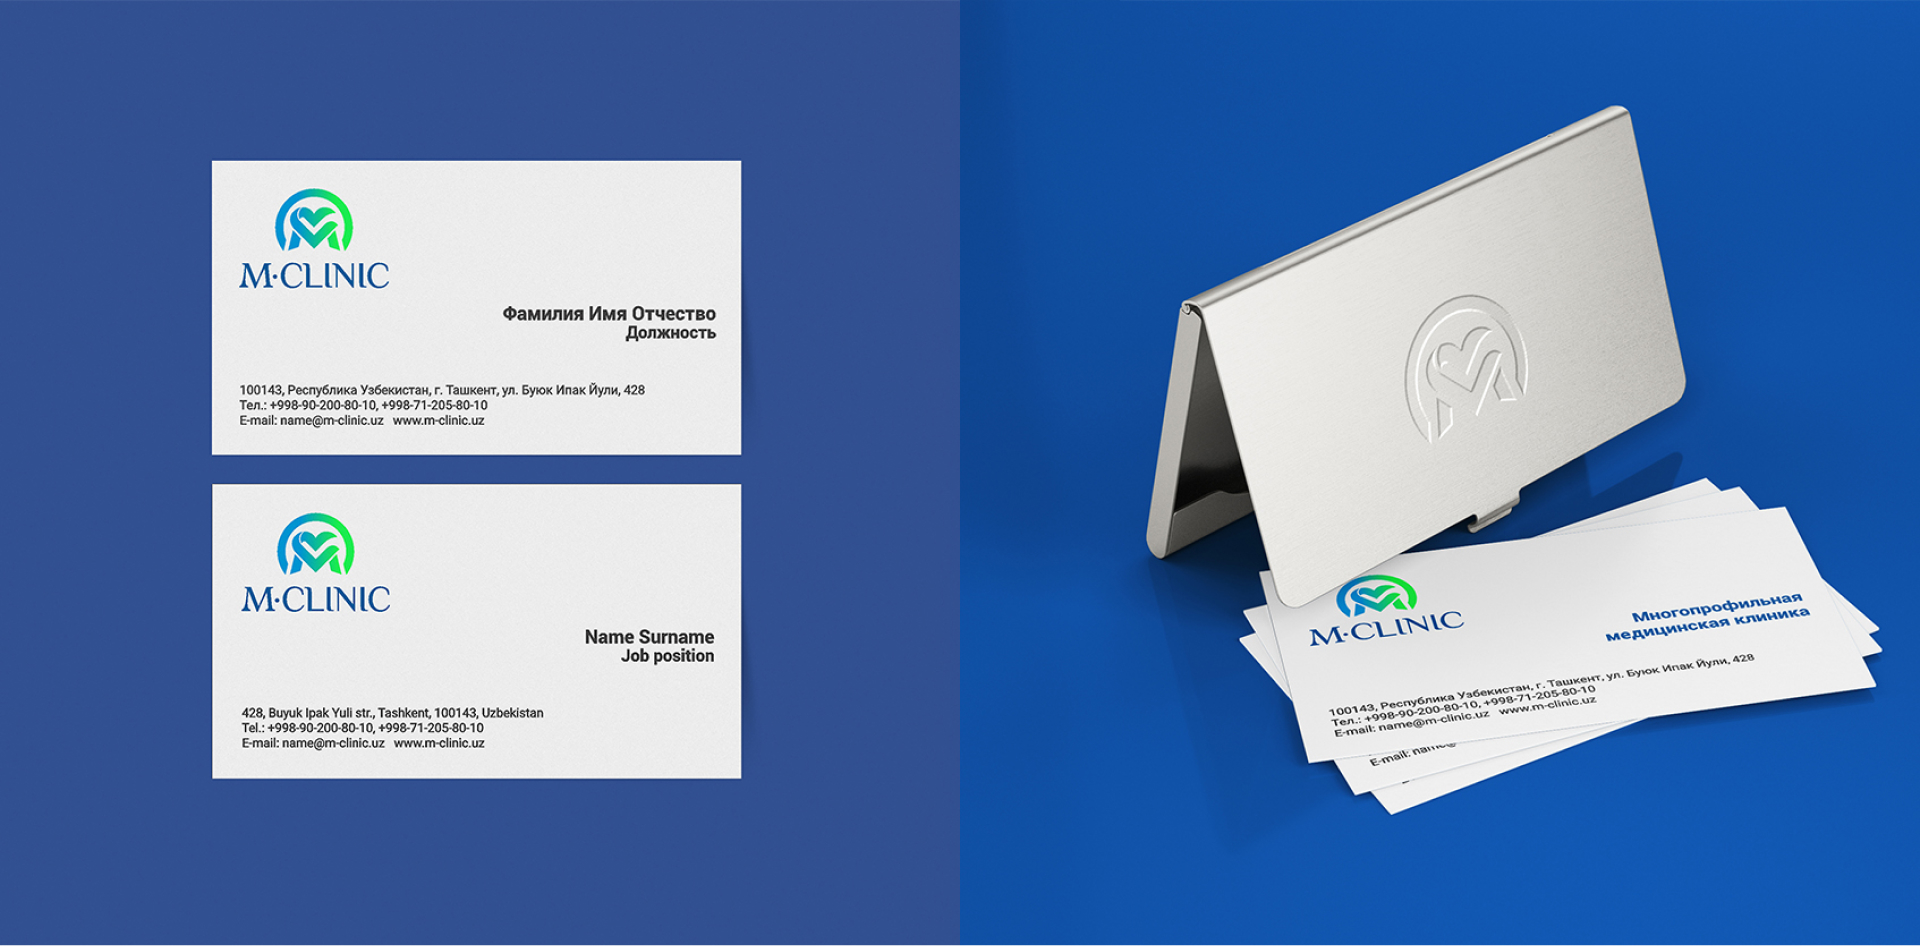 M·CLINIC
Фамилия Имя Отчество
Должность
100143, Республика Узбекистан, г. Ташкент, ул. Буюк Ипак Йули, 428
Тел.: +998-90-200-80-10, +998-71-205-80-10
E-mail: name@m-clinic.uz www.m-clinic.uz
M·CLINIC
Name Surname
Job position
428, Buyuk Ipak Yuli str., Tashkent, 100143, Uzbekistan
Tel.: +998-90-200-80-10, +998-71-205-80-10
E-mail: name@m-clinic.uz www.m-clinic.uz
M·CLINIC
Многопрофильная
медицинская клиника
100143, Республика Узбекистан, г. Ташкент, ул. Буюк Ипак Йули, 428
Тел.: +998-90-200-80-10, +998-71-205-80-10
E-mail: name@m-clinic.uz www.m-clinic.uz
E-mail: name@